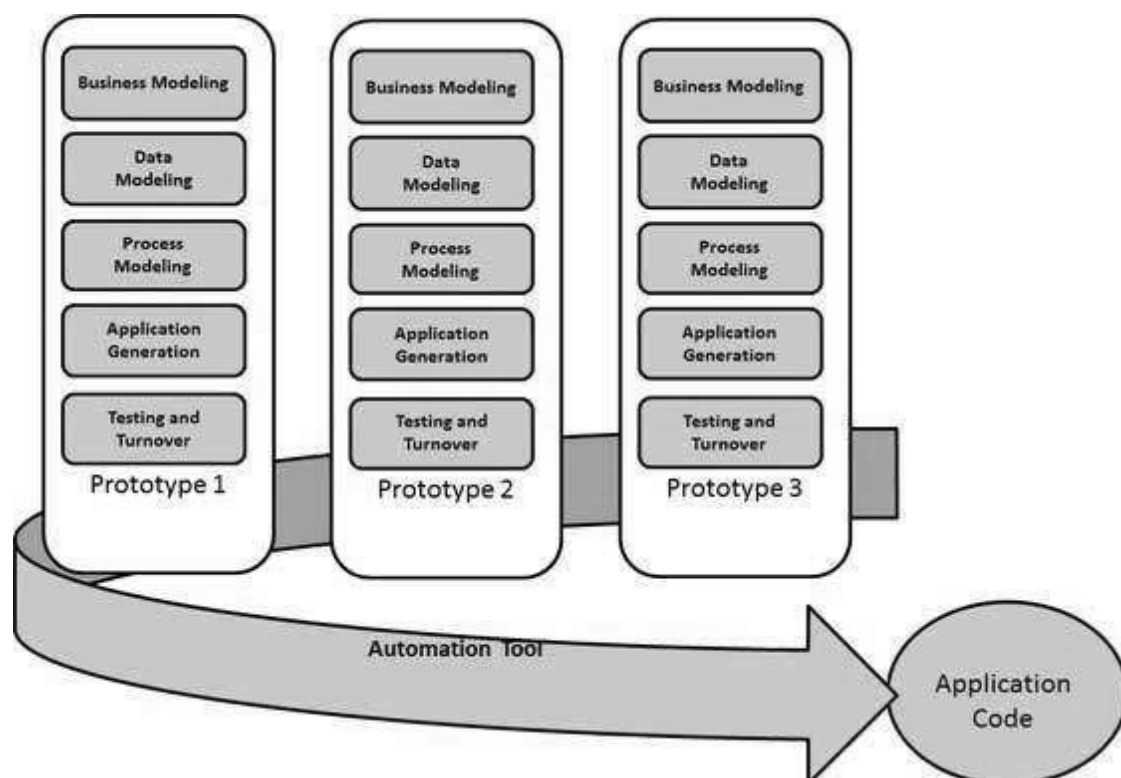 Business Modeling
Data
Modeling
Process
Modeling
Application
Generation
Testing and
Turnover
Prototype 1
Business Modeling
Data
Modeling
Process
Modeling
Application
Generation
Testing and
Turnover
Prototype 2
Business Modeling
Data
Modeling
Process
Modeling
Application
Generation
Testing and
Turnover
Prototype 3
Automation Tool
Application
Code